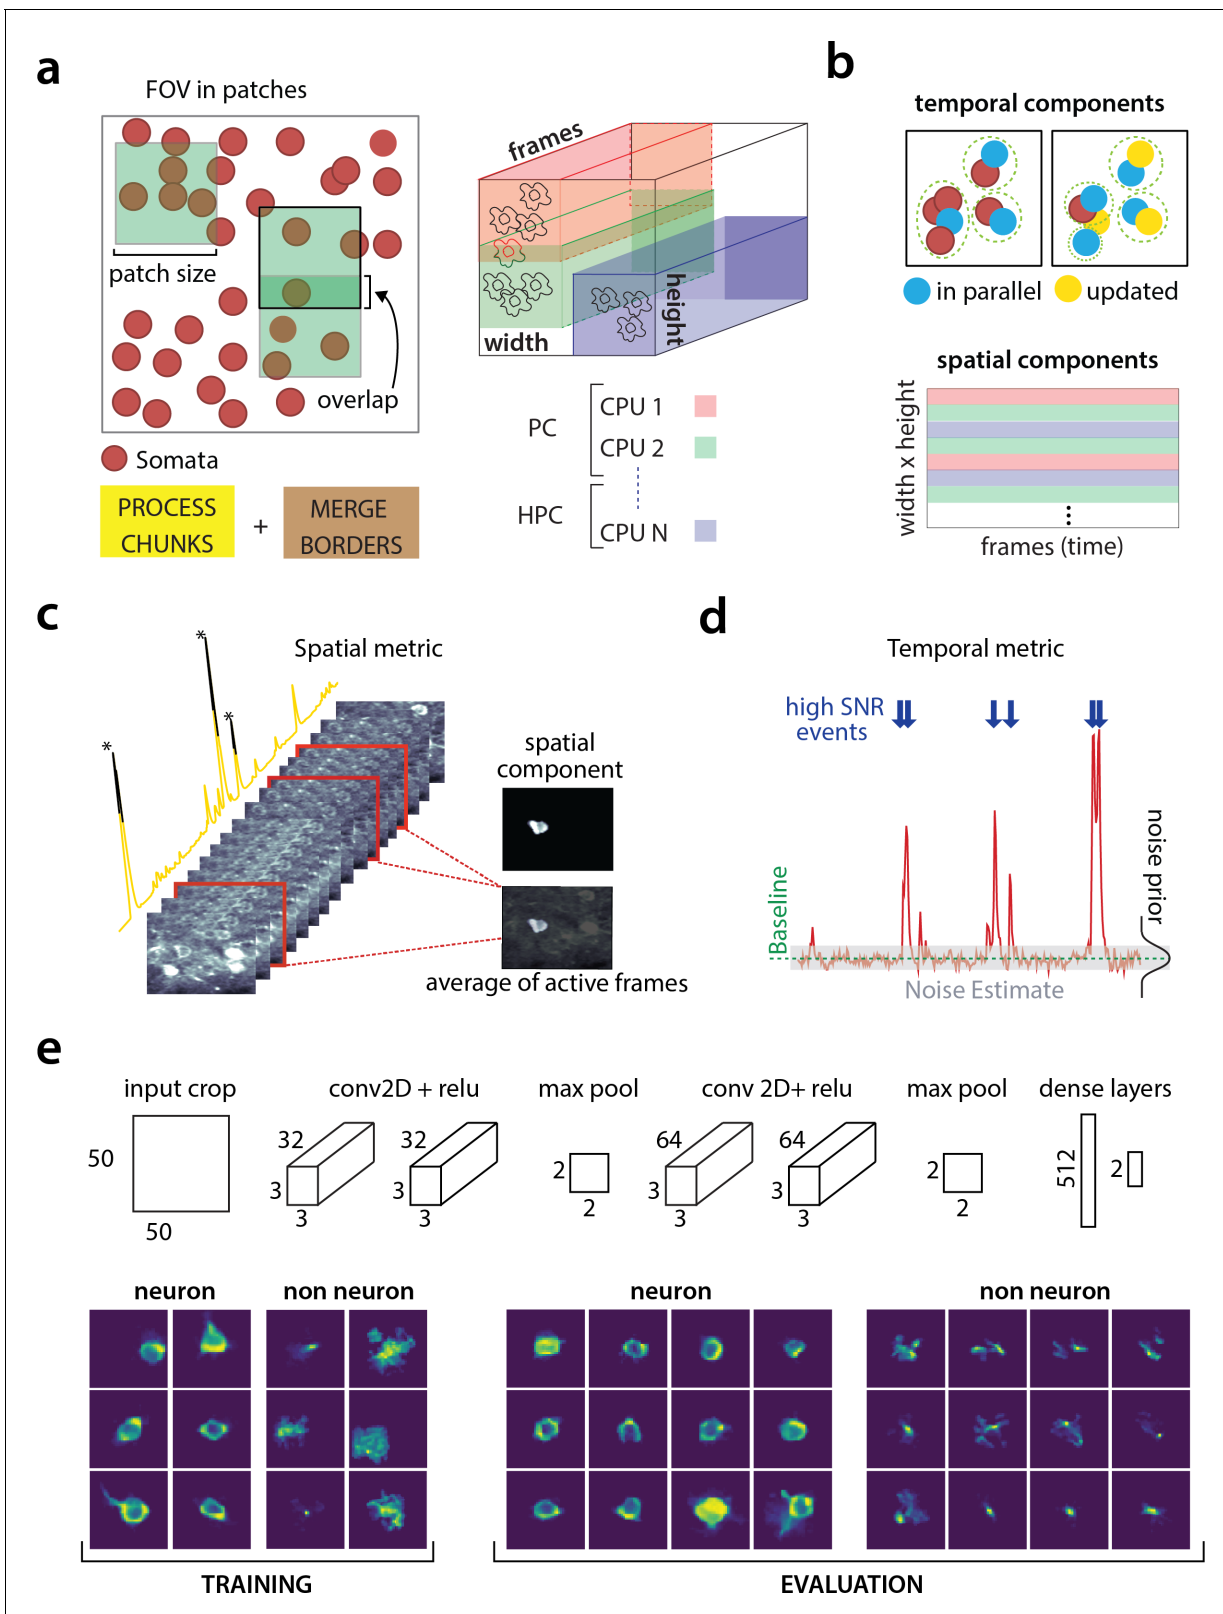 a
FOV in patches
patch size
overlap
Somata
PROCESS
CHUNKS
+
MERGE
BORDERS
frames
width
height
PC
CPU 1
CPU 2
HPC
CPU N
b
temporal components
in parallel
updated
spatial components
width x height
frames (time)
c
Spatial metric
*
*
*
spatial
component
average of active frames
d
Temporal metric
high SNR
events
Baseline
noise prior
Noise Estimate
e
input crop
conv2D + relu
max pool
conv 2D+ relu
max pool
dense layers
50
50
32
3
3
32
3
3
2
2
64
3
3
64
3
3
2
2
512
2
neuron
non neuron
neuron
non neuron
TRAINING
EVALUATION